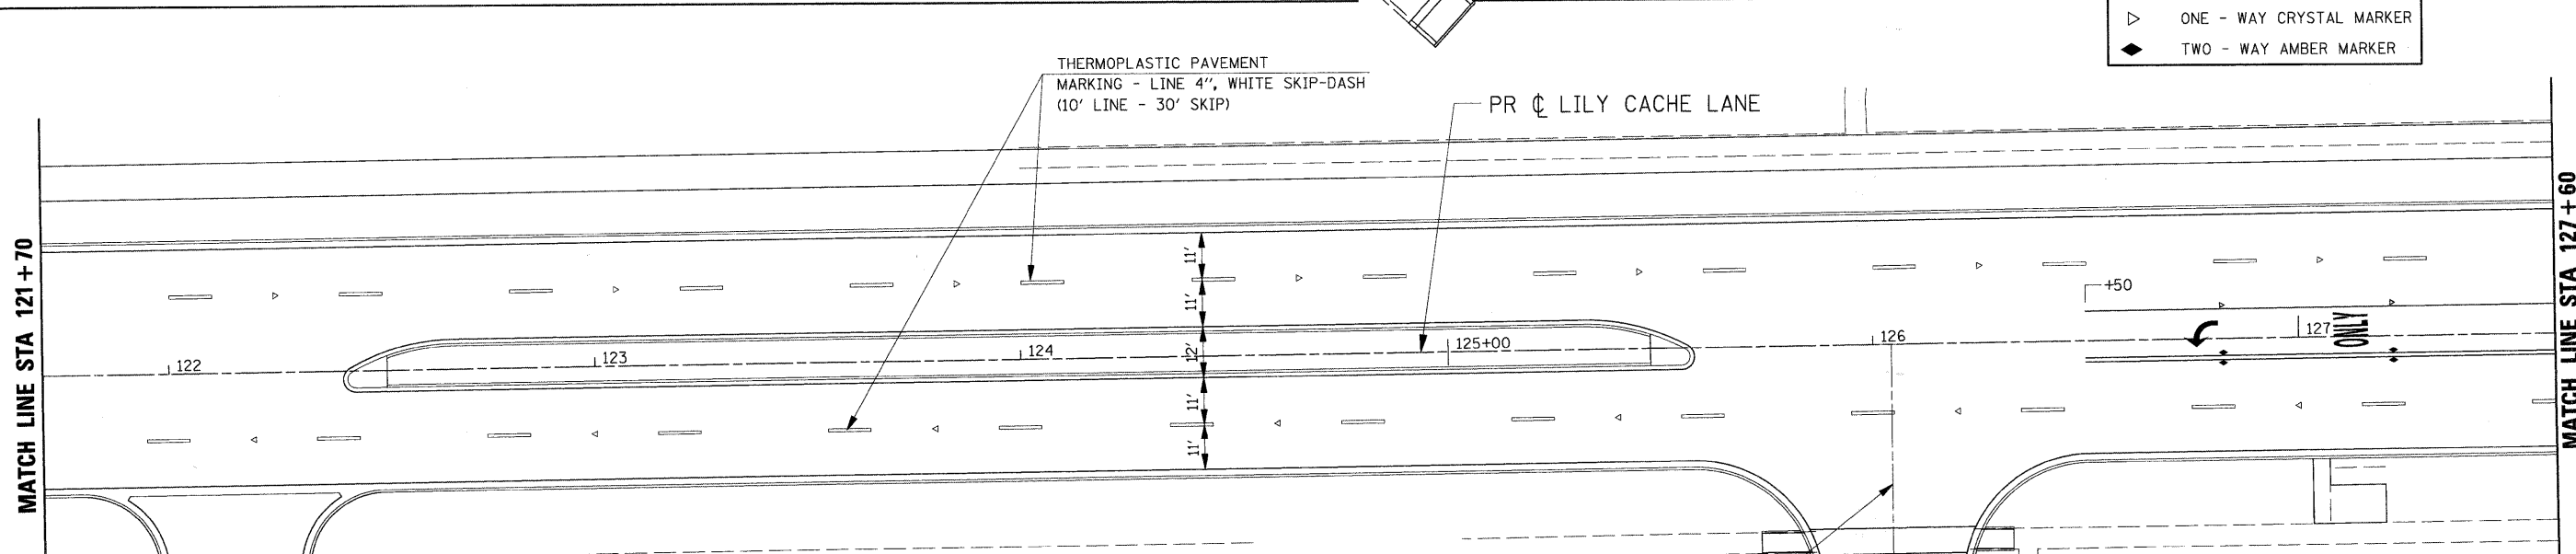 ONE - WAY CRYSTAL MARKER
TWO - WAY AMBER MARKER
THERMOPLASTIC PAVEMENT
MARKING - LINE 4", WHITE SKIP-DASH
(10' LINE - 30' SKIP)
PR ℄ LILY CACHE LANE
MATCH LINE STA 121+70
MATCH LINE STA 127+60
11'
11'
12'
11'
11'
+50
122
123
124
125+00
126
127
ONLY